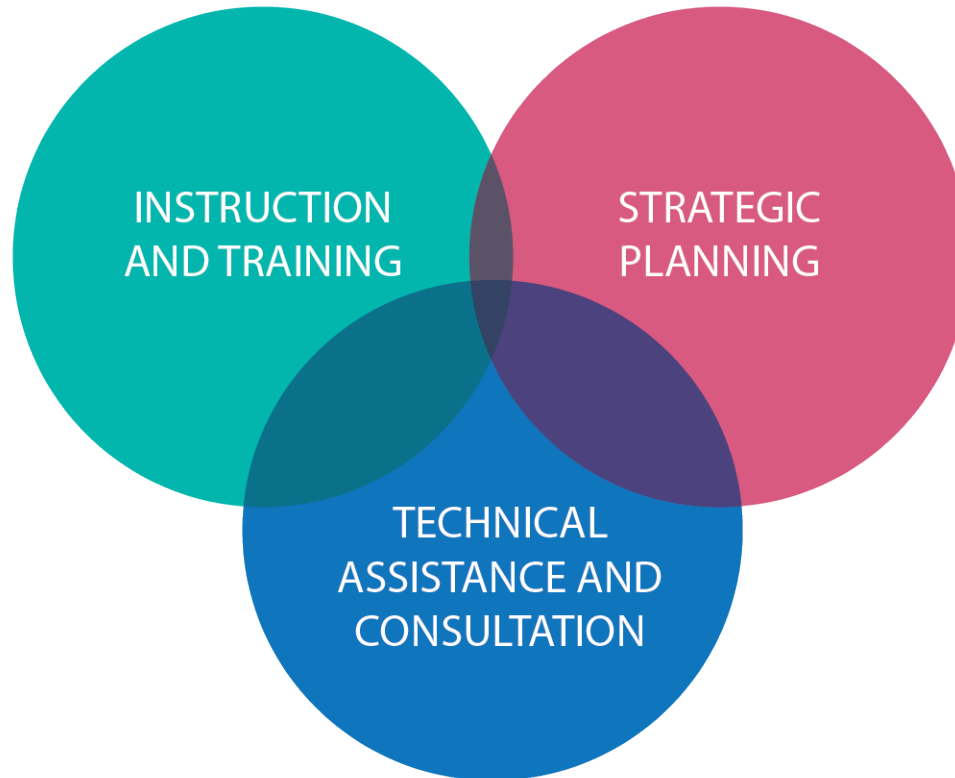 INSTRUCTION
AND TRAINING
STRATEGIC
PLANNING
TECHNICAL
ASSISTANCE AND
CONSULTATION